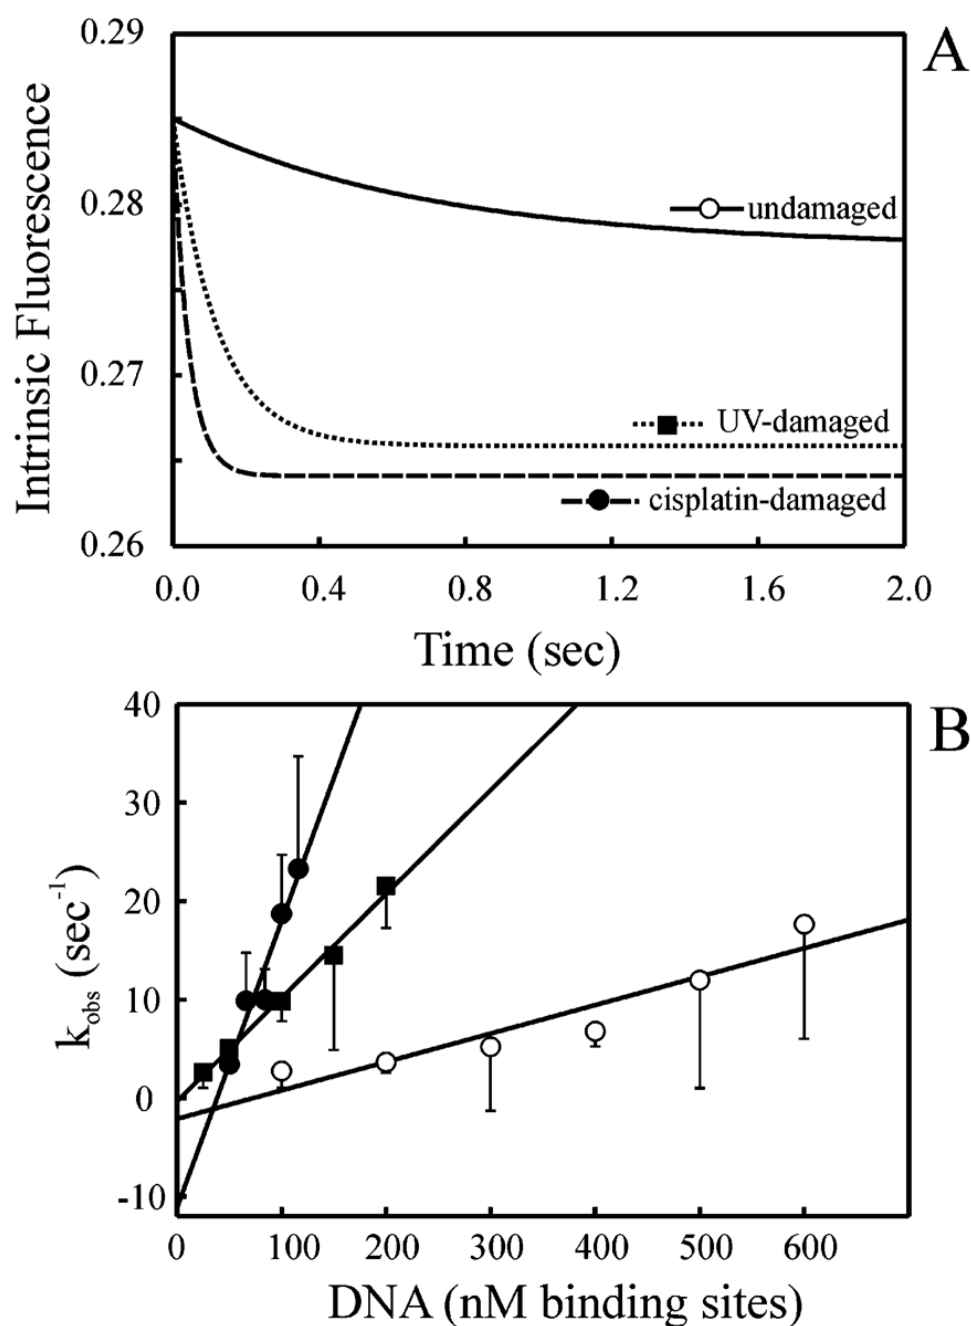 A
0.29
0.28
0.27
0.26
Intrinsic Fluorescence
undamaged
UV-damaged
cisplatin-damaged
0.0 0.4 0.8 1.2 1.6 2.0
Time (sec)
B
40
30
20
10
0
-10
k_obs (sec⁻¹)
0 100 200 300 400 500 600
DNA (nM binding sites)